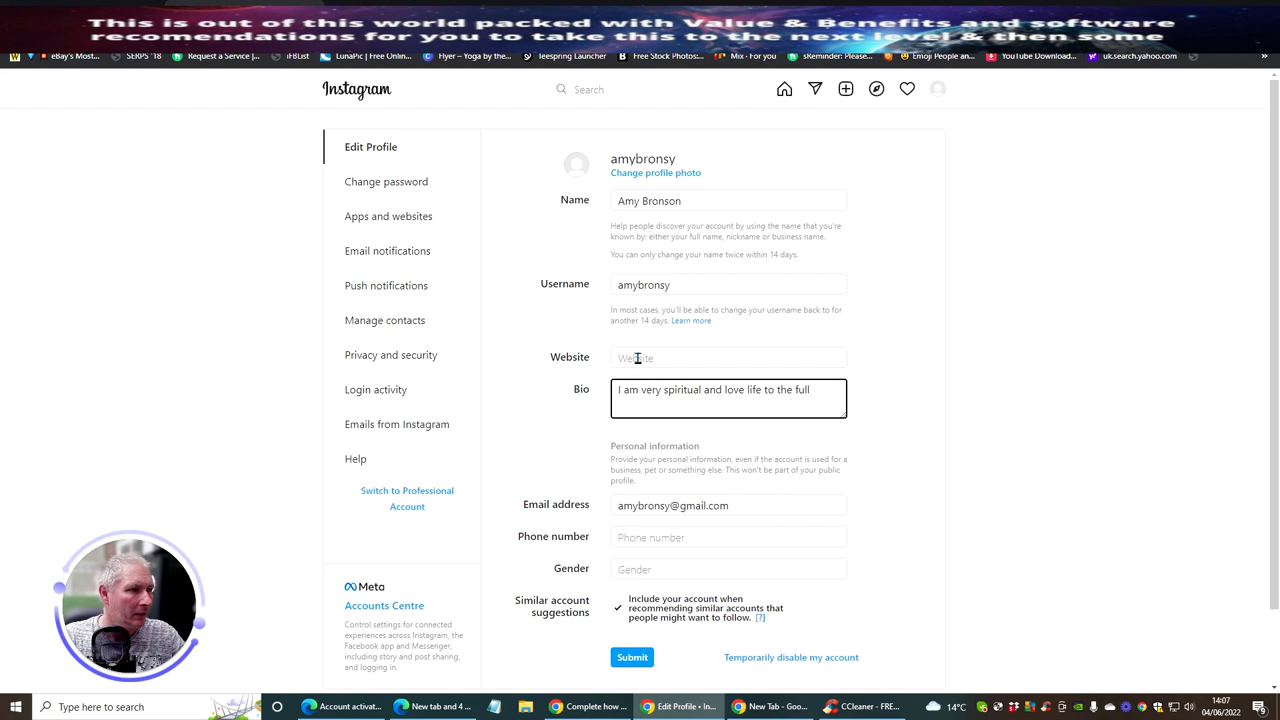 This is out of this world packed with Value & Benefits and software
recomendations for you to take this to the next level & then some
eBay's Most...
SERPS '18
Request a Service |...
iFBList
LunaPic | Free Onlin...
Flyer – Yoga by the...
Teespring Launcher
Free Stock Photos:...
Mix - For you
sReminder: Please...
Emoji People an...
YouTube Download...
uk.search.yahoo.com
»
Instagram
Search
Edit Profile
Change password
Apps and websites
Email notifications
Push notifications
Manage contacts
Privacy and security
Login activity
Emails from Instagram
Help
Switch to Professional
Account
Meta
Accounts Centre
Control settings for connected
experiences across Instagram, the
Facebook app and Messenger,
including story and post sharing,
and logging in.
amybronsy
Change profile photo
Name
Amy Bronson
Help people discover your account by using the name that you're
known by: either your full name, nickname or business name.
You can only change your name twice within 14 days.
Username
amybronsy
In most cases, you'll be able to change your username back to for
another 14 days. Learn more
Website
Website
Bio
I am very spiritual and love life to the full
Personal information
Provide your personal information, even if the account is used for a
business, pet or something else. This won't be part of your public
profile.
Email address
amybronsy@gmail.com
Phone number
Phone number
Gender
Gender
Similar account
suggestions
Include your account when
recommending similar accounts that
people might want to follow. [?]
Submit
Temporarily disable my account
Type here to search
Account activat...
New tab and 4 ...
Complete how ...
Edit Profile • In...
New Tab - Goo...
CCleaner - FRE...
14°C
14:07
04/06/2022